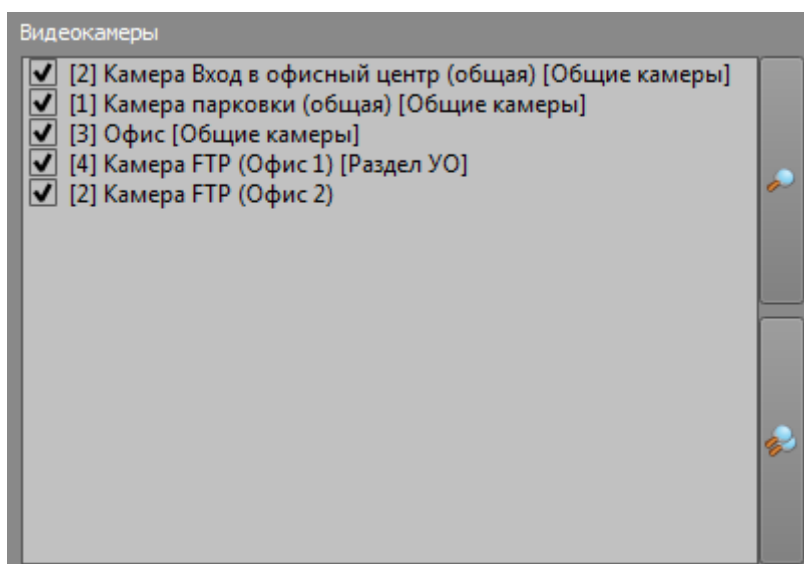 Видеокамеры
[2] Камера Вход в офисный центр (общая) [Общие камеры]
[1] Камера парковки (общая) [Общие камеры]
[3] Офис [Общие камеры]
[4] Камера FTP (Офис 1) [Раздел УО]
[2] Камера FTP (Офис 2)